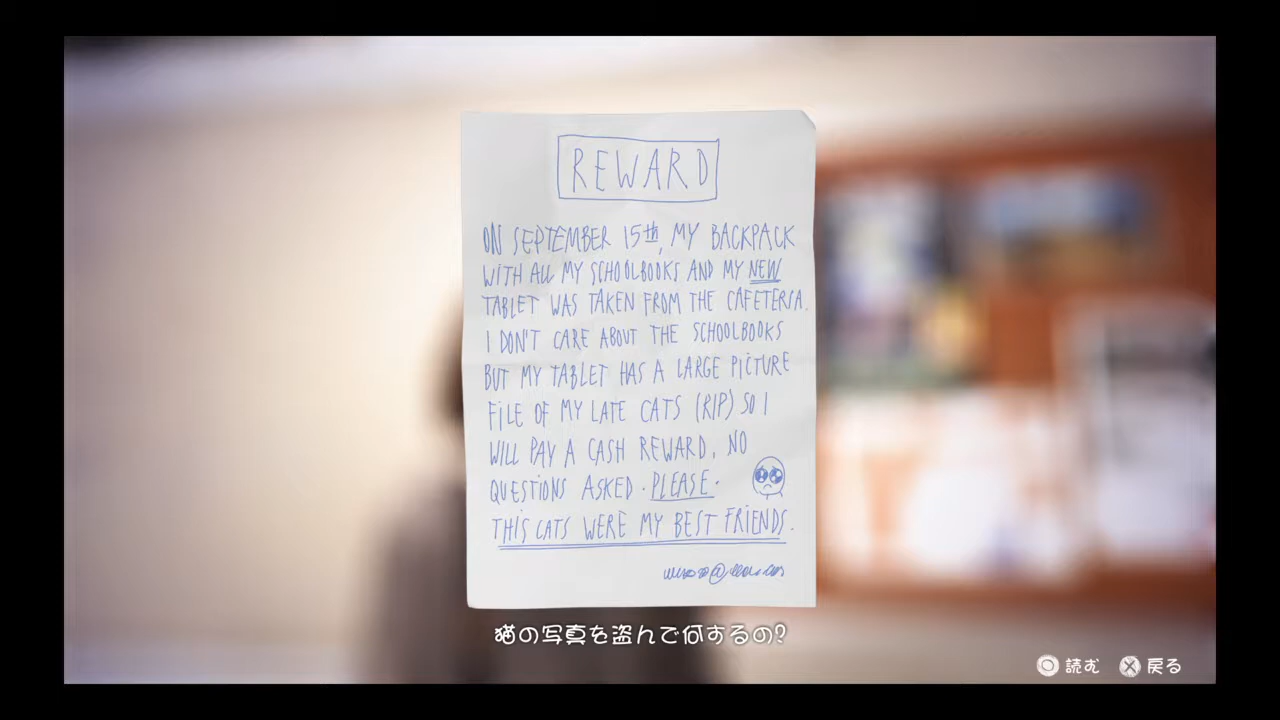 REWARD
ON SEPTEMBER 15th, MY BACKPACK
WITH ALL MY SCHOOLBOOKS AND MY NEW
TABLET WAS TAKEN FROM THE CAFETERIA.
I DON'T CARE ABOUT THE SCHOOLBOOKS
BUT MY TABLET HAS A LARGE PICTURE
FILE OF MY LATE CATS (RIP) SO I
WILL PAY A CASH REWARD, NO
QUESTIONS ASKED. PLEASE.
THIS CATS WERE MY BEST FRIENDS.
猫の写真を盗んで何するの?
読む 戻る